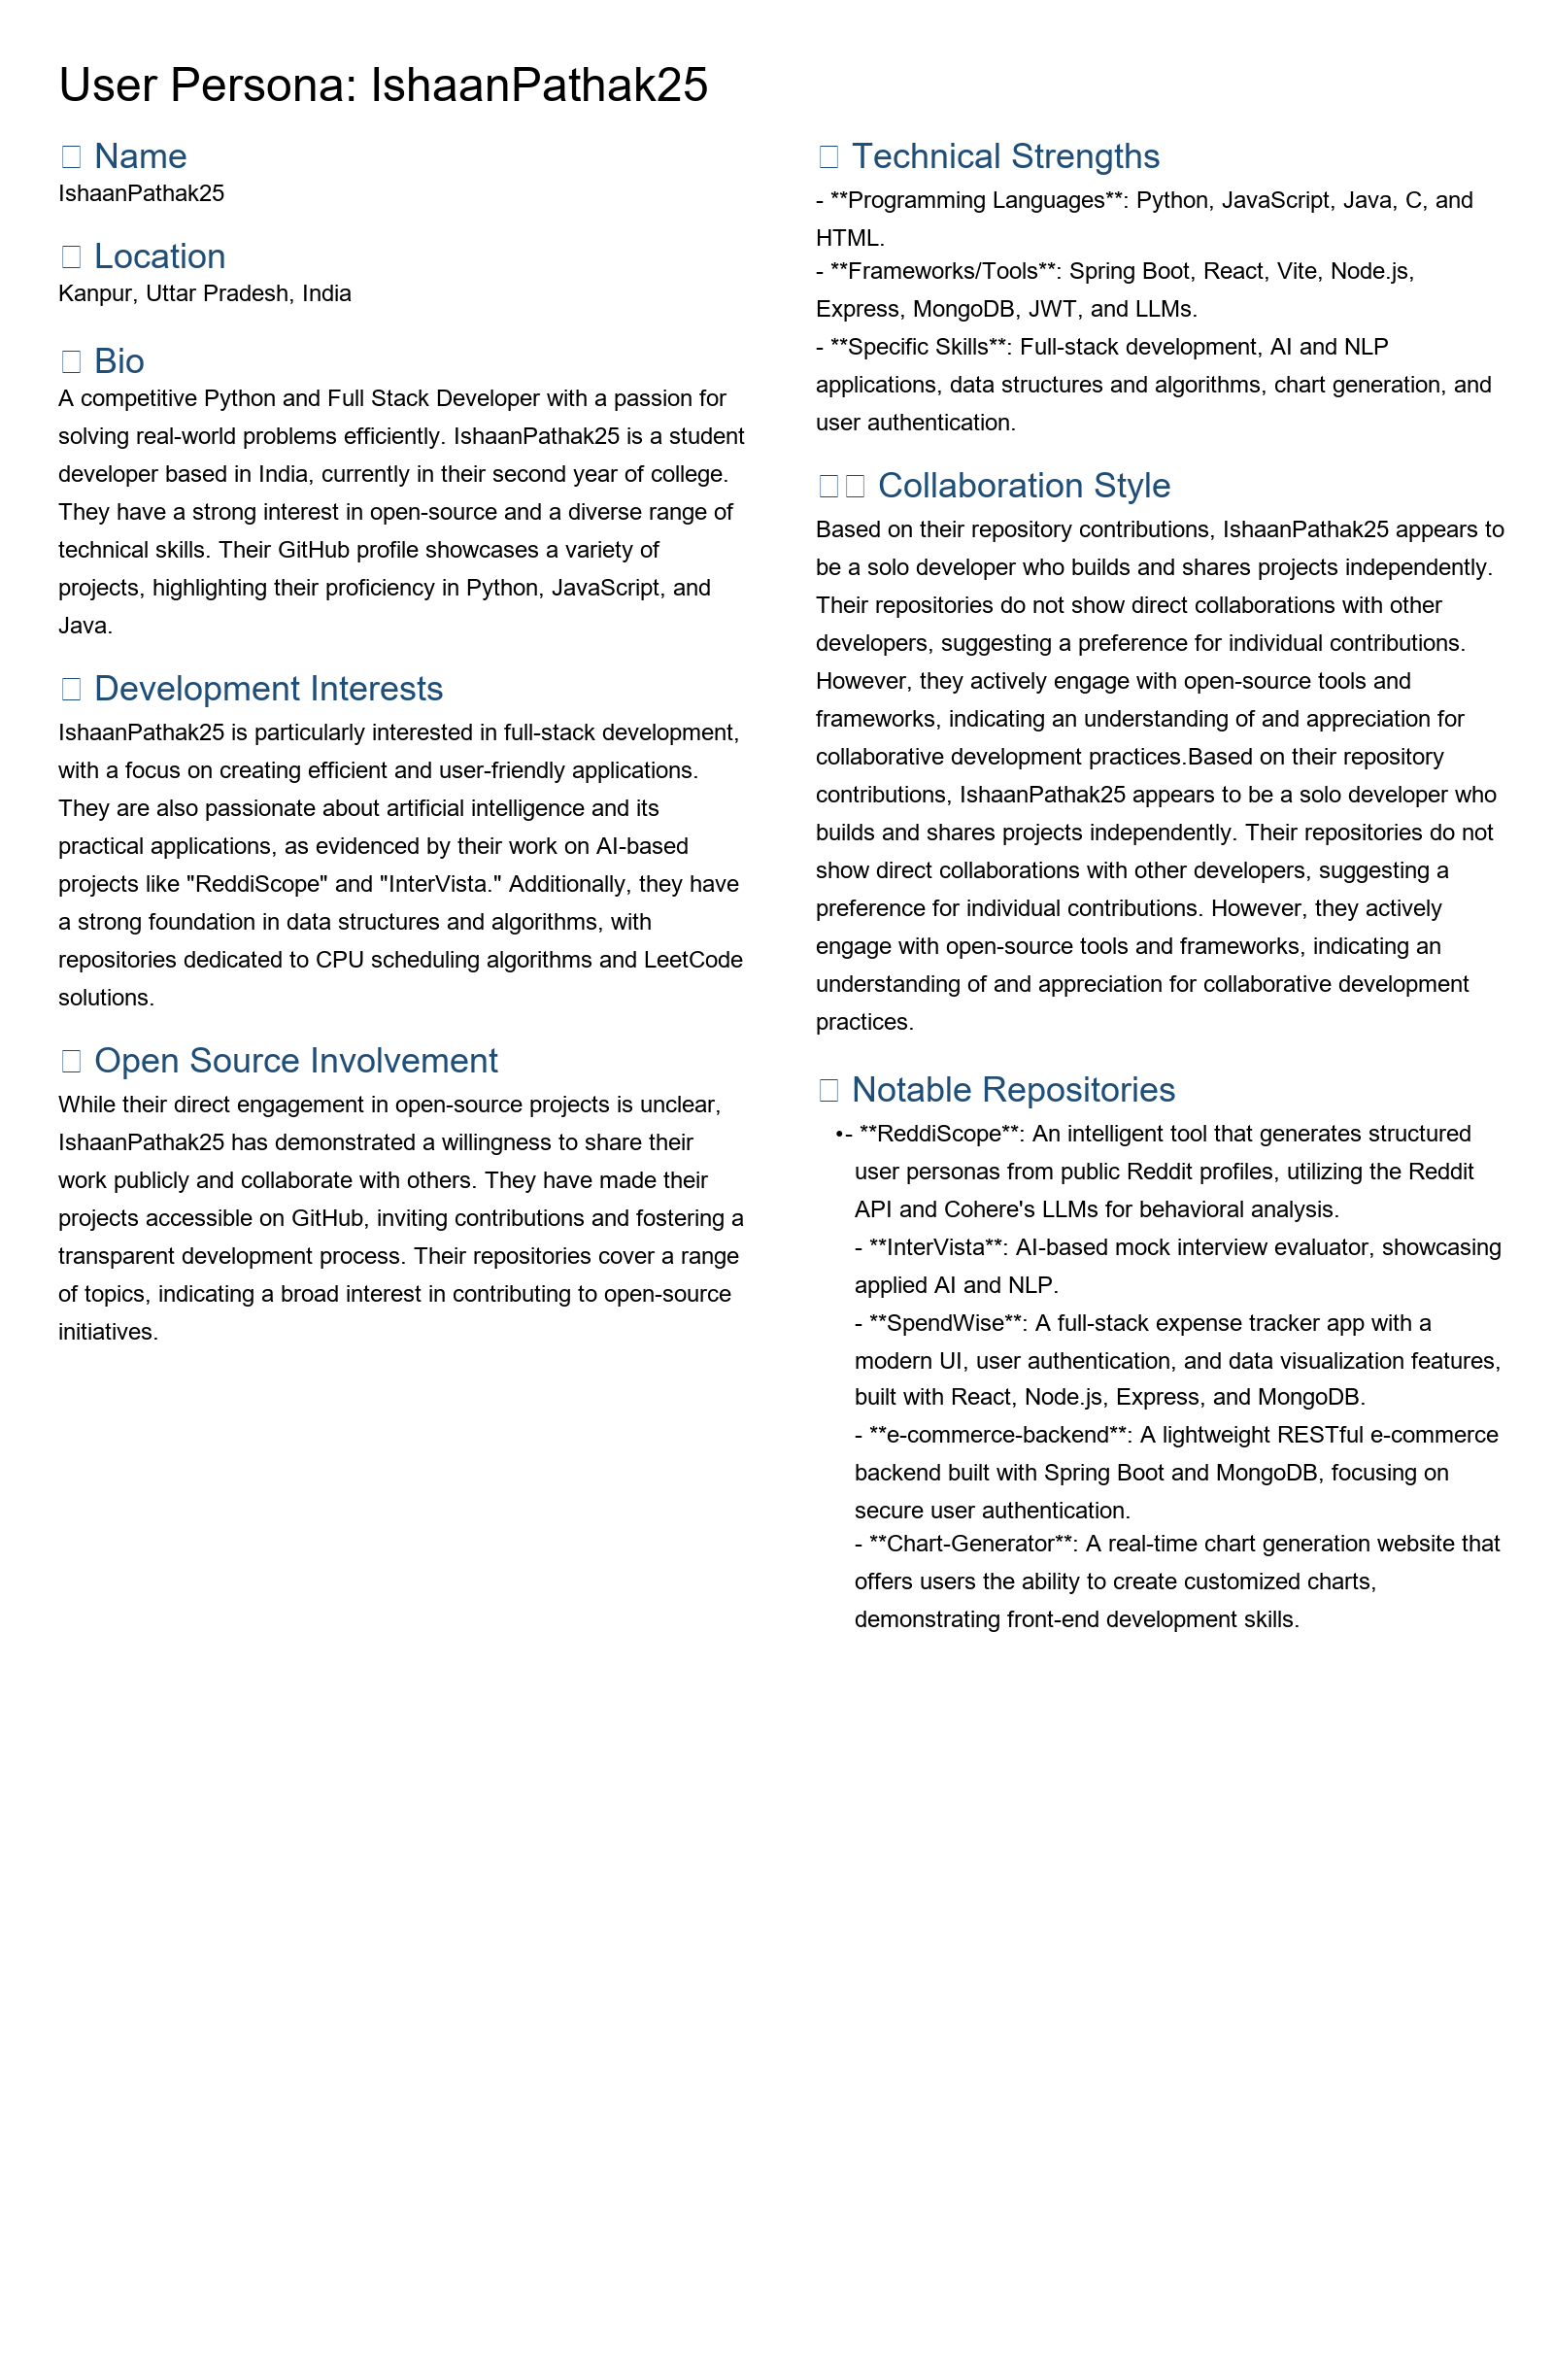 User Persona: IshaanPathak25
Name
IshaanPathak25
Location
Kanpur, Uttar Pradesh, India
Bio
A competitive Python and Full Stack Developer with a passion for
solving real-world problems efficiently. IshaanPathak25 is a student
developer based in India, currently in their second year of college.
They have a strong interest in open-source and a diverse range of
technical skills. Their GitHub profile showcases a variety of
projects, highlighting their proficiency in Python, JavaScript, and
Java.
Development Interests
IshaanPathak25 is particularly interested in full-stack development,
with a focus on creating efficient and user-friendly applications.
They are also passionate about artificial intelligence and its
practical applications, as evidenced by their work on AI-based
projects like "ReddiScope" and "InterVista." Additionally, they have
a strong foundation in data structures and algorithms, with
repositories dedicated to CPU scheduling algorithms and LeetCode
solutions.
Open Source Involvement
While their direct engagement in open-source projects is unclear,
IshaanPathak25 has demonstrated a willingness to share their
work publicly and collaborate with others. They have made their
projects accessible on GitHub, inviting contributions and fostering a
transparent development process. Their repositories cover a range
of topics, indicating a broad interest in contributing to open-source
initiatives.
Technical Strengths
- **Programming Languages**: Python, JavaScript, Java, C, and
HTML.
- **Frameworks/Tools**: Spring Boot, React, Vite, Node.js,
Express, MongoDB, JWT, and LLMs.
- **Specific Skills**: Full-stack development, AI and NLP
applications, data structures and algorithms, chart generation, and
user authentication.
Collaboration Style
Based on their repository contributions, IshaanPathak25 appears to
be a solo developer who builds and shares projects independently.
Their repositories do not show direct collaborations with other
developers, suggesting a preference for individual contributions.
However, they actively engage with open-source tools and
frameworks, indicating an understanding of and appreciation for
collaborative development practices.Based on their repository
contributions, IshaanPathak25 appears to be a solo developer who
builds and shares projects independently. Their repositories do not
show direct collaborations with other developers, suggesting a
preference for individual contributions. However, they actively
engage with open-source tools and frameworks, indicating an
understanding of and appreciation for collaborative development
practices.
Notable Repositories
•- **ReddiScope**: An intelligent tool that generates structured
user personas from public Reddit profiles, utilizing the Reddit
API and Cohere's LLMs for behavioral analysis.
- **InterVista**: AI-based mock interview evaluator, showcasing
applied AI and NLP.
- **SpendWise**: A full-stack expense tracker app with a
modern UI, user authentication, and data visualization features,
built with React, Node.js, Express, and MongoDB.
- **e-commerce-backend**: A lightweight RESTful e-commerce
backend built with Spring Boot and MongoDB, focusing on
secure user authentication.
- **Chart-Generator**: A real-time chart generation website that
offers users the ability to create customized charts,
demonstrating front-end development skills.